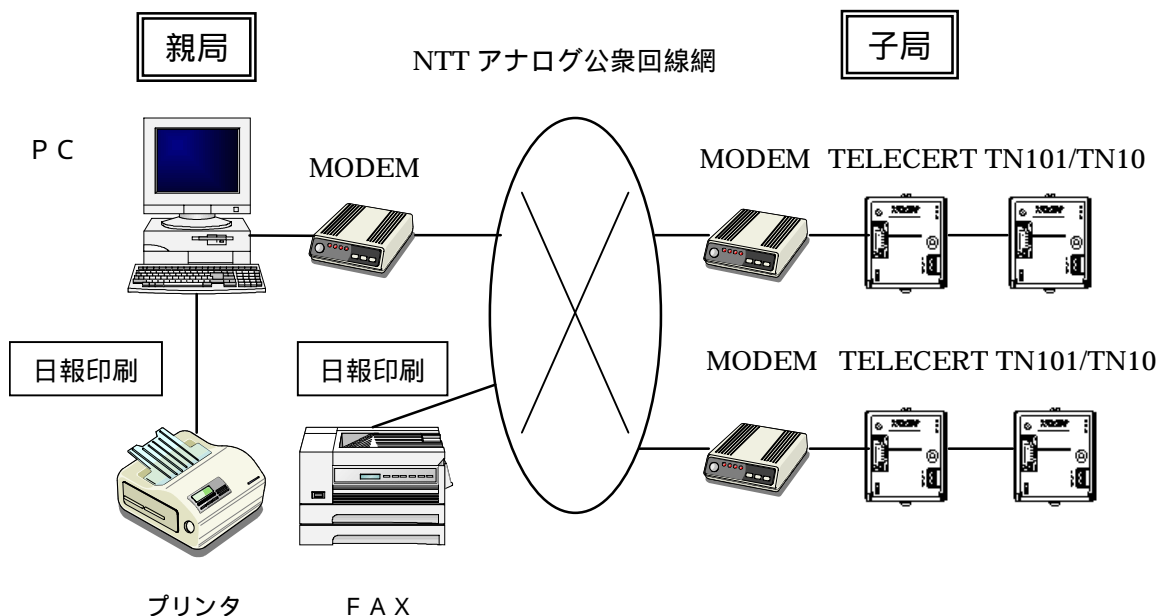 親局
NTT アナログ公衆回線網
子局
ＰＣ
MODEM
MODEM TELECERT TN101/TN10
日報印刷
日報印刷
MODEM TELECERT TN101/TN10
プリンタ
ＦＡＸ